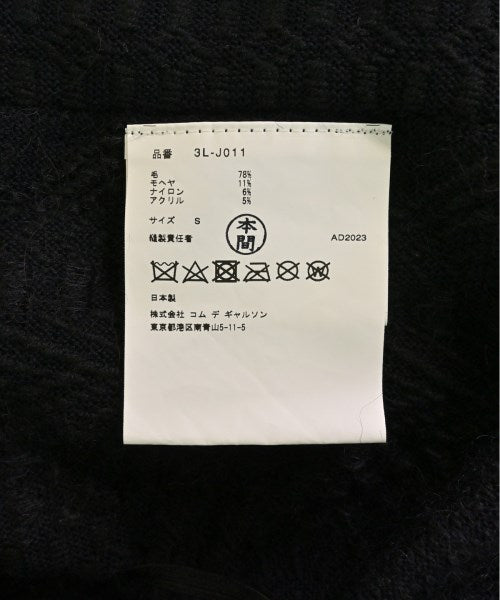 品番 3L-J011
毛 78%
モヘヤ 11%
ナイロン 6%
アクリル 5%
サイズ S
本間
縫製責任者 AD2023
日本製
株式会社 コム デ ギャルソン
東京都港区南青山5-11-5